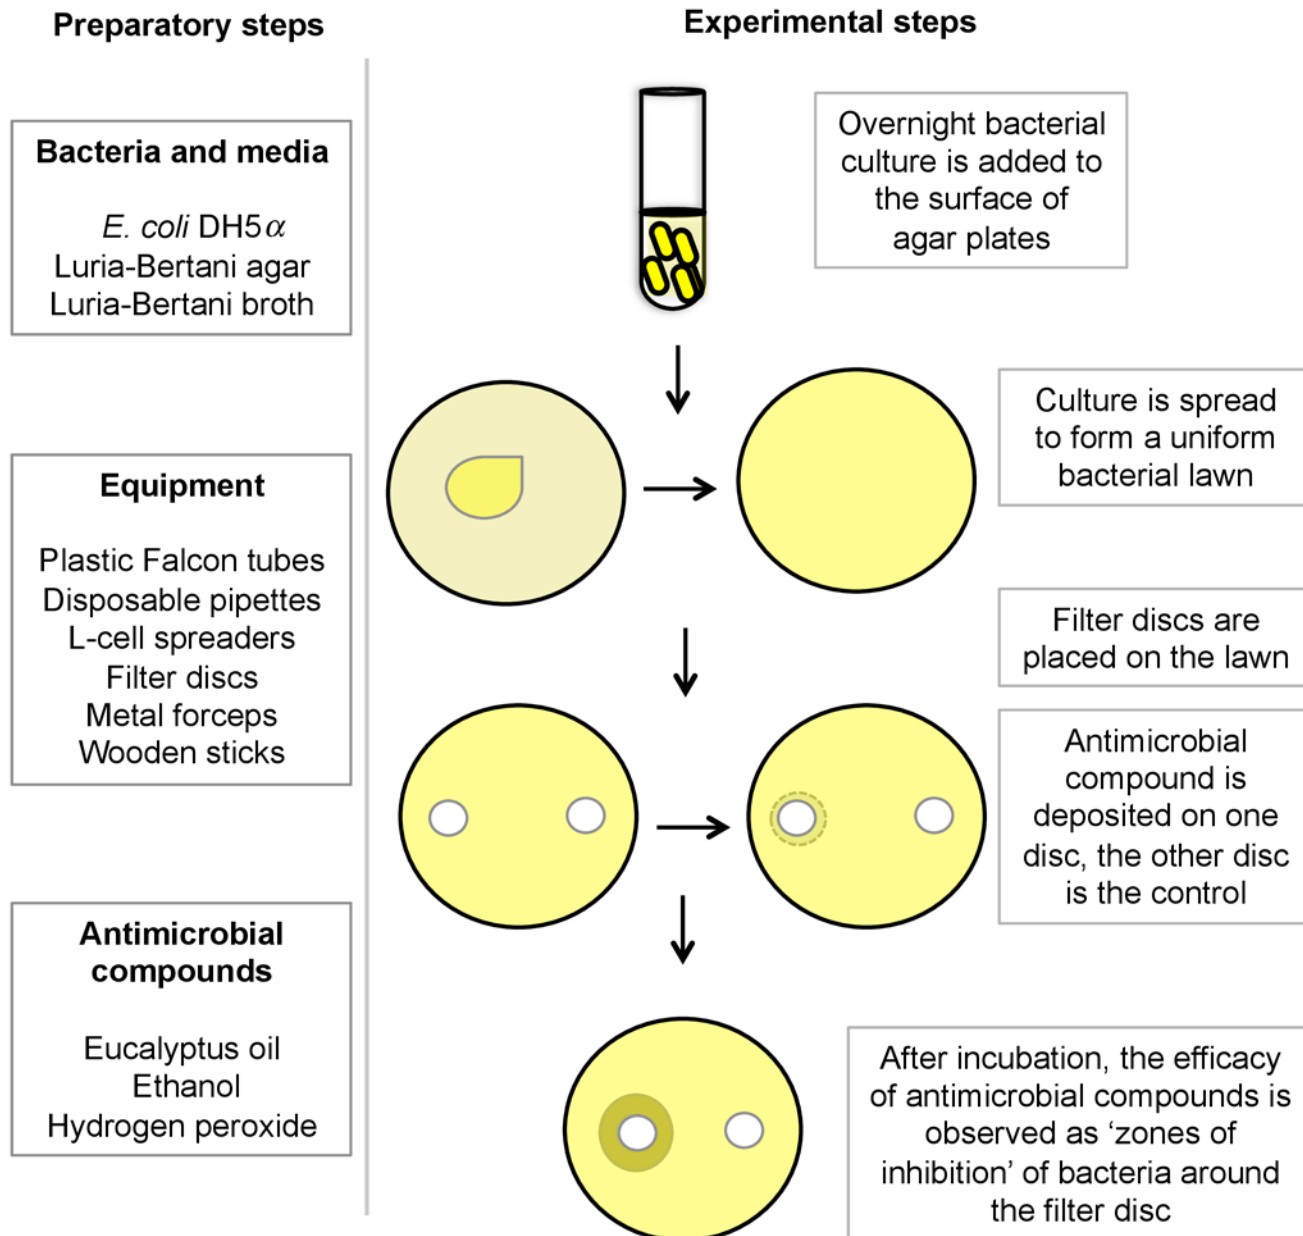 Preparatory steps
Experimental steps
Bacteria and media
E. coli DH5α
Luria-Bertani agar
Luria-Bertani broth
Equipment
Plastic Falcon tubes
Disposable pipettes
L-cell spreaders
Filter discs
Metal forceps
Wooden sticks
Antimicrobial
compounds
Eucalyptus oil
Ethanol
Hydrogen peroxide
Overnight bacterial
culture is added to
the surface of
agar plates
Culture is spread
to form a uniform
bacterial lawn
Filter discs are
placed on the lawn
Antimicrobial
compound is
deposited on one
disc, the other disc
is the control
After incubation, the efficacy
of antimicrobial compounds is
observed as ‘zones of
inhibition’ of bacteria around
the filter disc